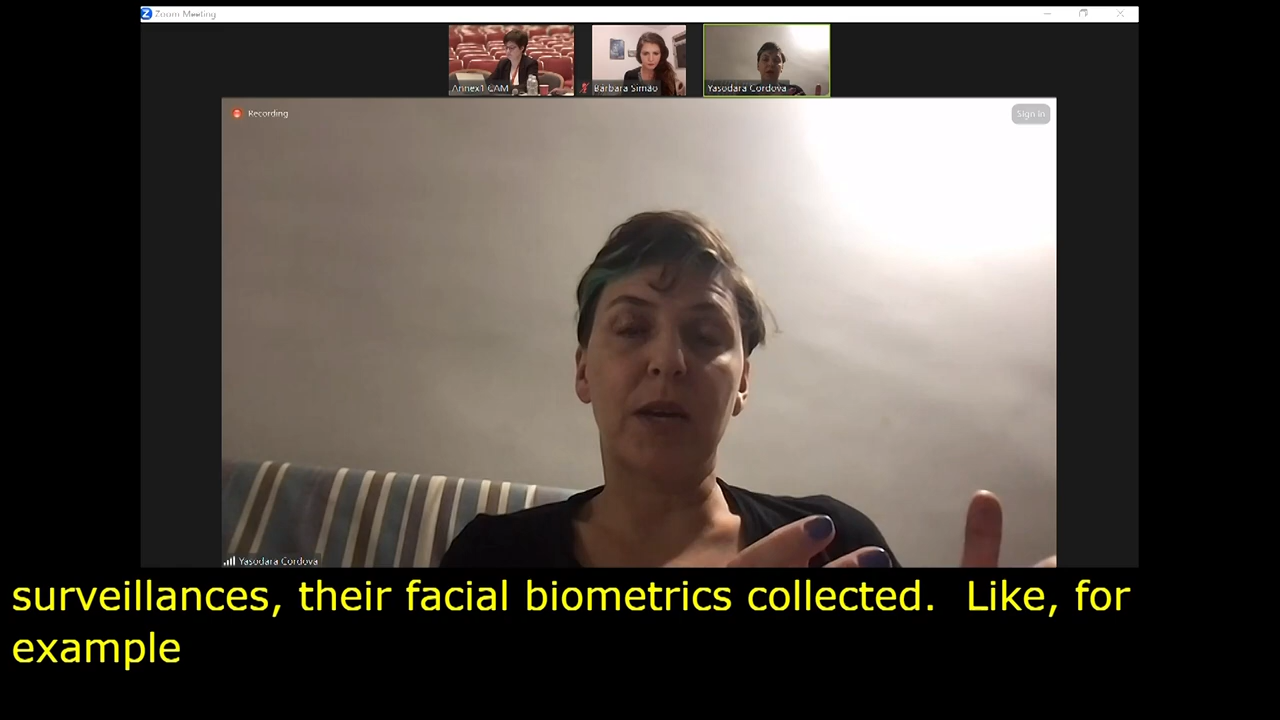 Zoom Meeting
Annex1 CAM
Bárbara Simão
Yasodara Cordova
Recording
Sign in
Yasodara Cordova
surveillances, their facial biometrics collected.  Like, for
example